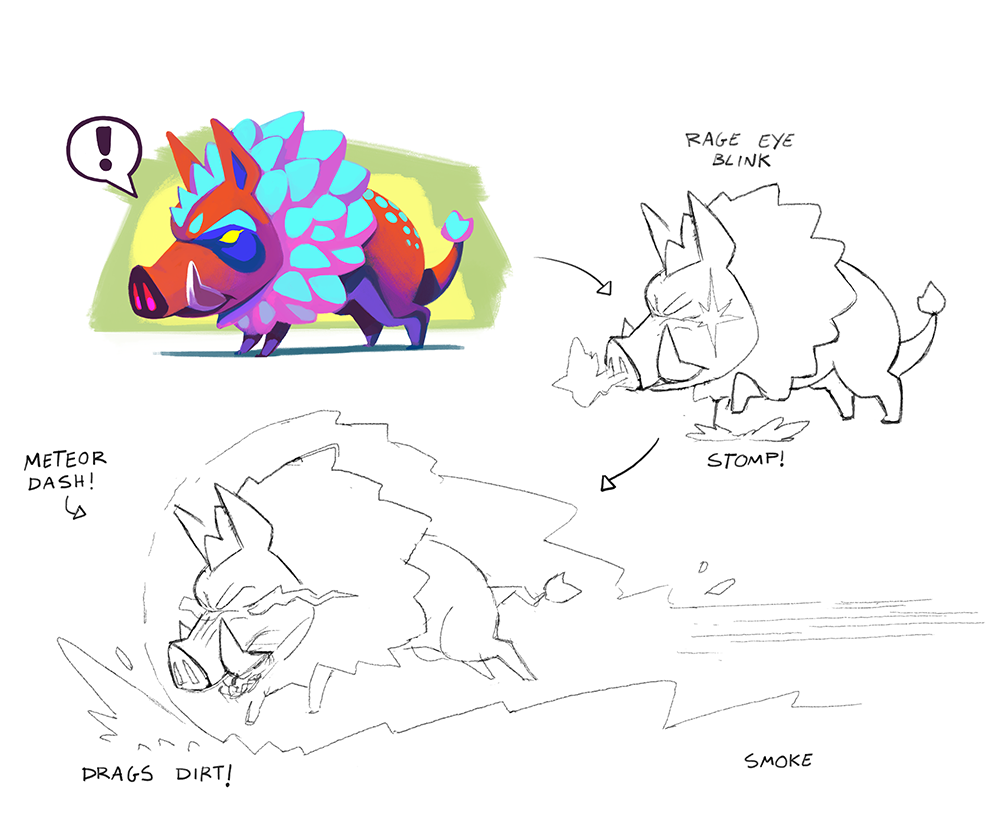 !
RAGE EYE
BLINK
STOMP!
METEOR
DASH!
DRAGS DIRT!
SMOKE